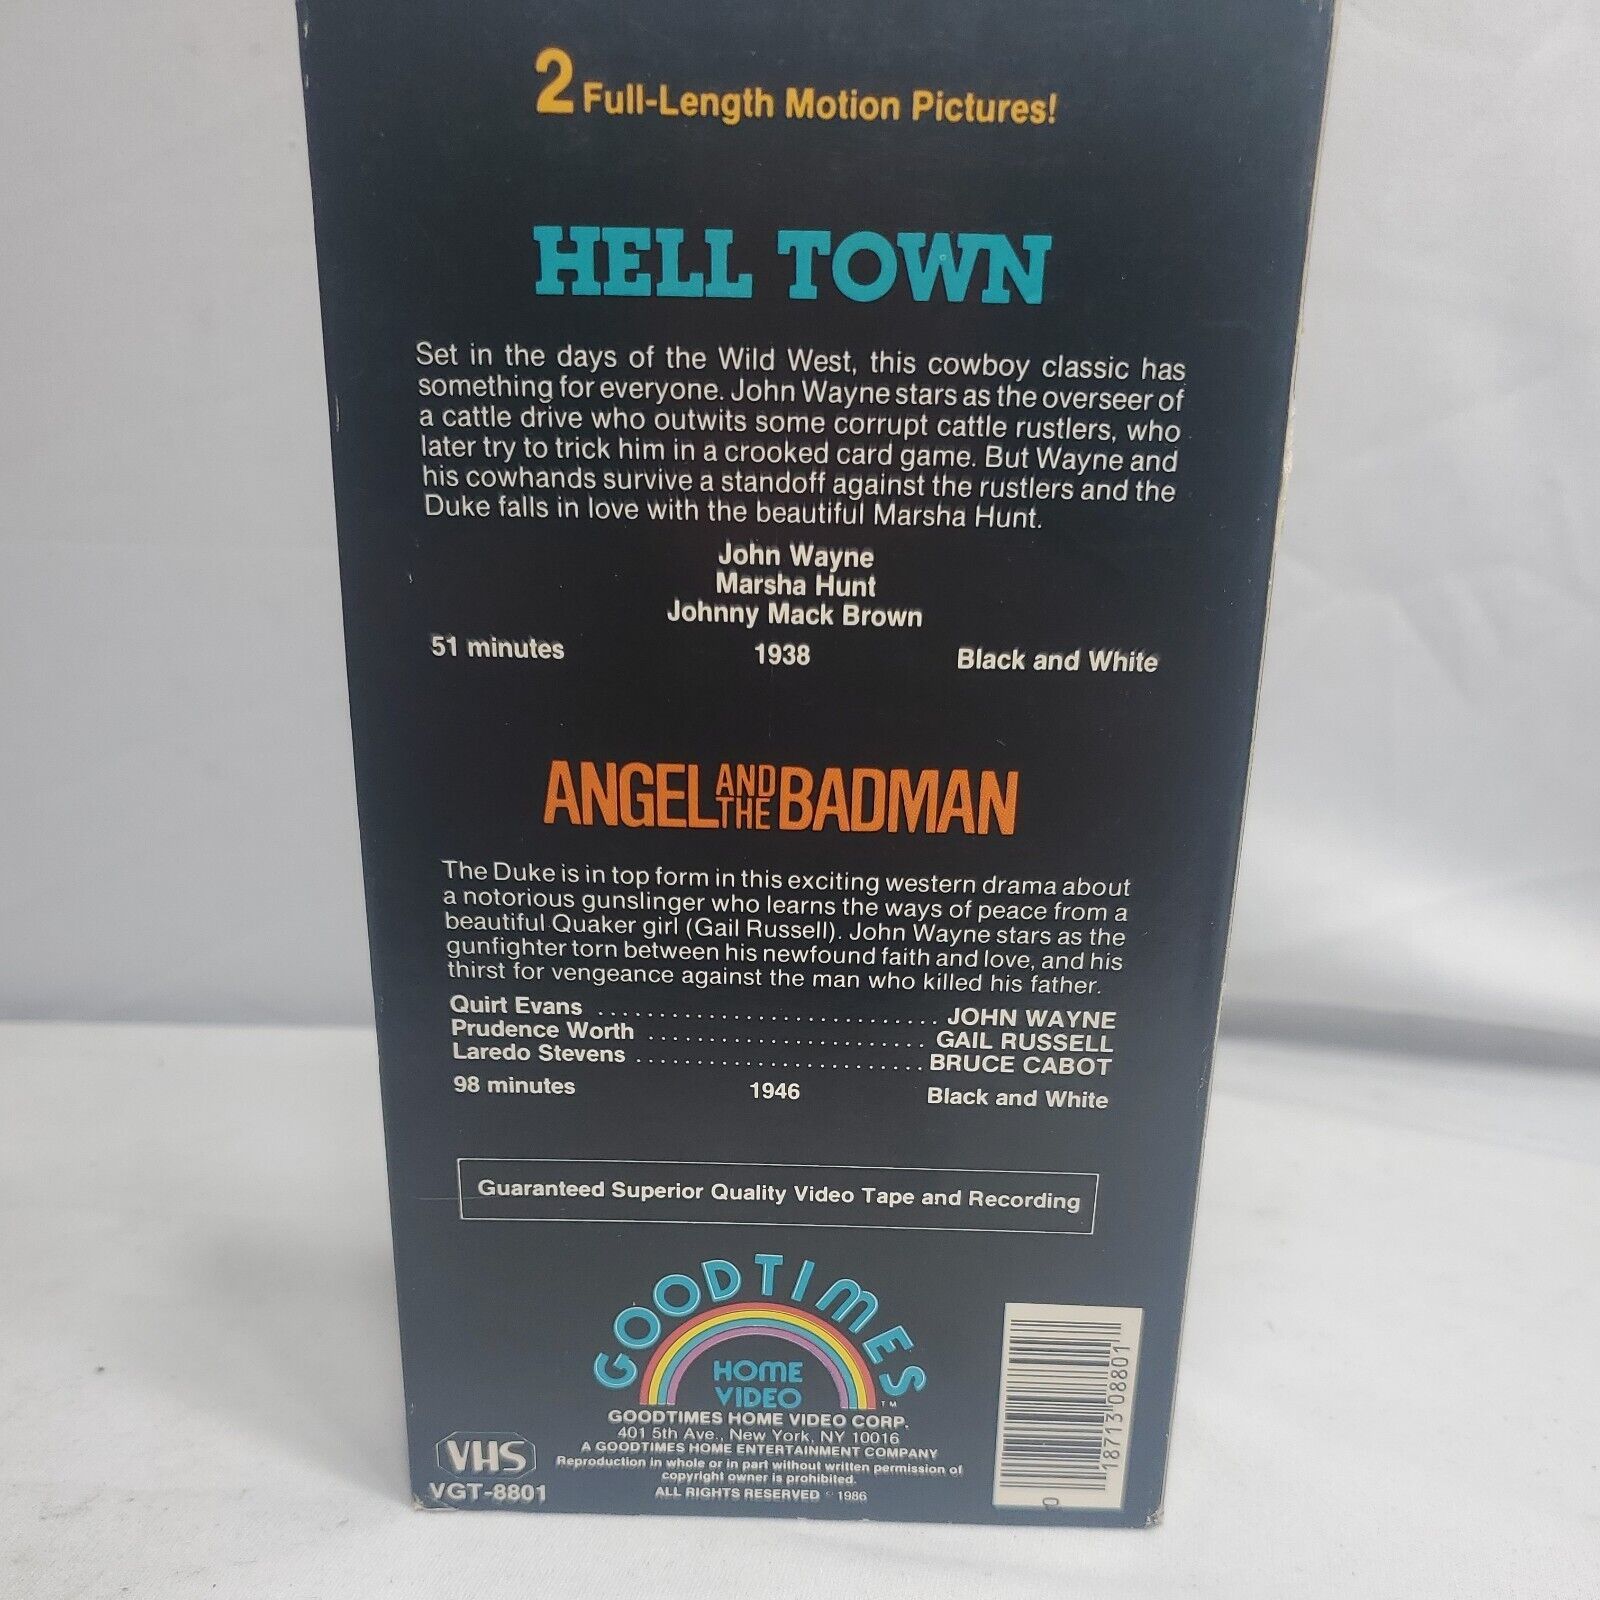 2 Full-Length Motion Pictures!
HELL TOWN
Set in the days of the Wild West, this cowboy classic has
something for everyone. John Wayne stars as the overseer of
a cattle drive who outwits some corrupt cattle rustlers, who
later try to trick him in a crooked card game. But Wayne and
his cowhands survive a standoff against the rustlers and the
Duke falls in love with the beautiful Marsha Hunt.
John Wayne
Marsha Hunt
Johnny Mack Brown
51 minutes 1938 Black and White
ANGEL AND THE BADMAN
The Duke is in top form in this exciting western drama about
a notorious gunslinger who learns the ways of peace from a
beautiful Quaker girl (Gail Russell). John Wayne stars as the
gunfighter torn between his newfound faith and love, and his
thirst for vengeance against the man who killed his father.
Quirt Evans ............................ JOHN WAYNE
Prudence Worth ........................ GAIL RUSSELL
Laredo Stevens ........................ BRUCE CABOT
98 minutes 1946 Black and White
Guaranteed Superior Quality Video Tape and Recording
GOODTIMES
HOME
VIDEO
TM
GOODTIMES HOME VIDEO CORP.
401 5th Ave., New York, NY 10016
A GOODTIMES HOME ENTERTAINMENT COMPANY
Reproduction in whole or in part without written permission of
copyright owner is prohibited.
ALL RIGHTS RESERVED © 1986
VHS
VGT-8801
0 18713 08801 1